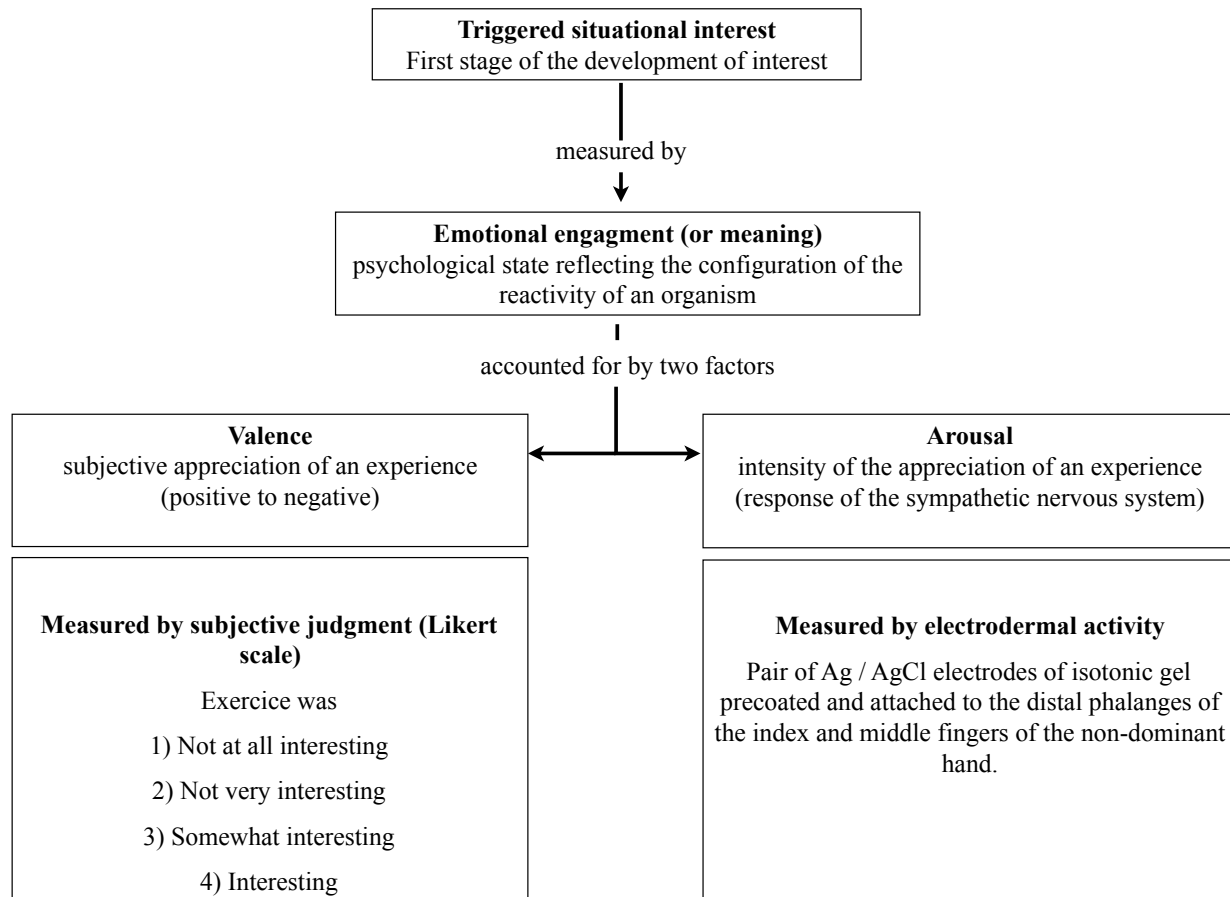 Triggered situational interest
First stage of the development of interest
measured by
Emotional engagment (or meaning)
psychological state reflecting the configuration of the
reactivity of an organism
accounted for by two factors
Valence
subjective appreciation of an experience
(positive to negative)
Arousal
intensity of the appreciation of an experience
(response of the sympathetic nervous system)
Measured by subjective judgment (Likert
scale)
Exercice was
1) Not at all interesting
2) Not very interesting
3) Somewhat interesting
4) Interesting
Measured by electrodermal activity
Pair of Ag / AgCl electrodes of isotonic gel
precoated and attached to the distal phalanges of
the index and middle fingers of the non-dominant
hand.